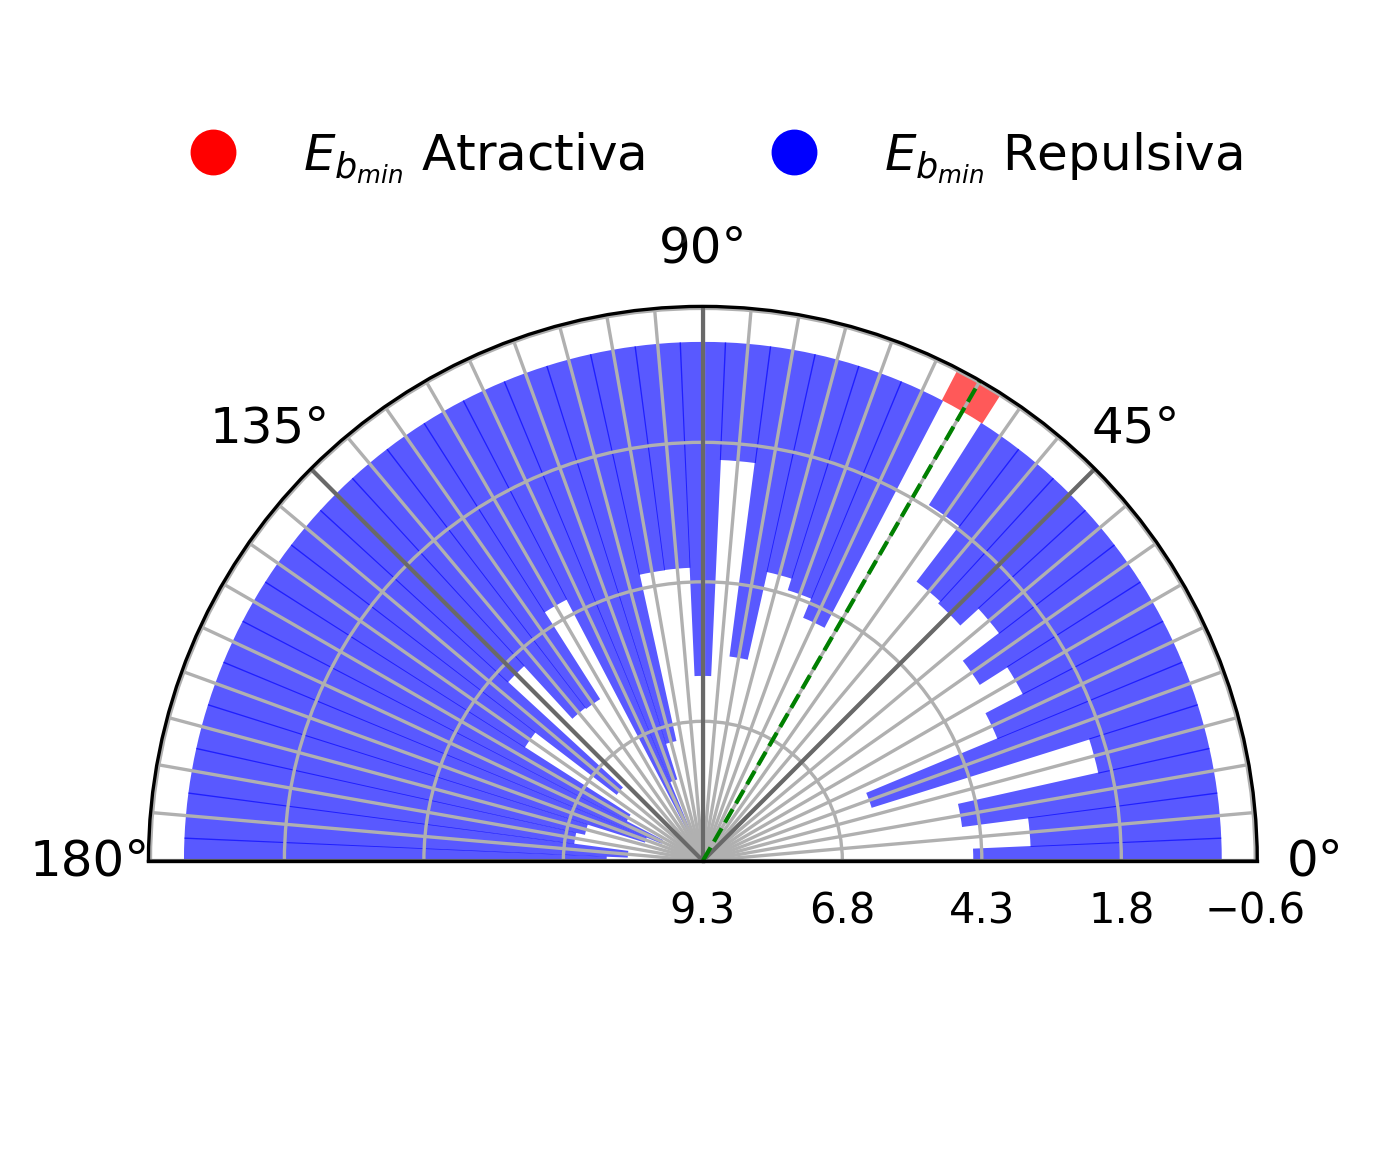 E_{b_{min}} Atractiva E_{b_{min}} Repulsiva
90°
135° 45°
180° 0°
9.3 6.8 4.3 1.8 −0.6